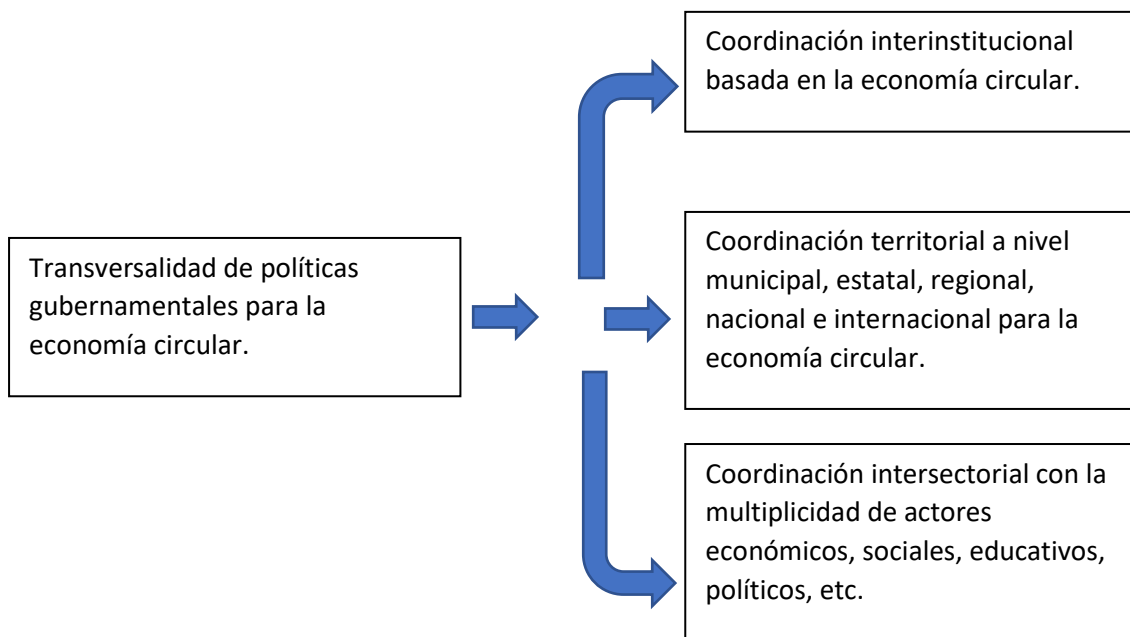 Coordinación interinstitucional
basada en la economía circular.
Transversalidad de políticas
gubernamentales para la
economía circular.
Coordinación territorial a nivel
municipal, estatal, regional,
nacional e internacional para la
economía circular.
Coordinación intersectorial con la
multiplicidad de actores
económicos, sociales, educativos,
políticos, etc.